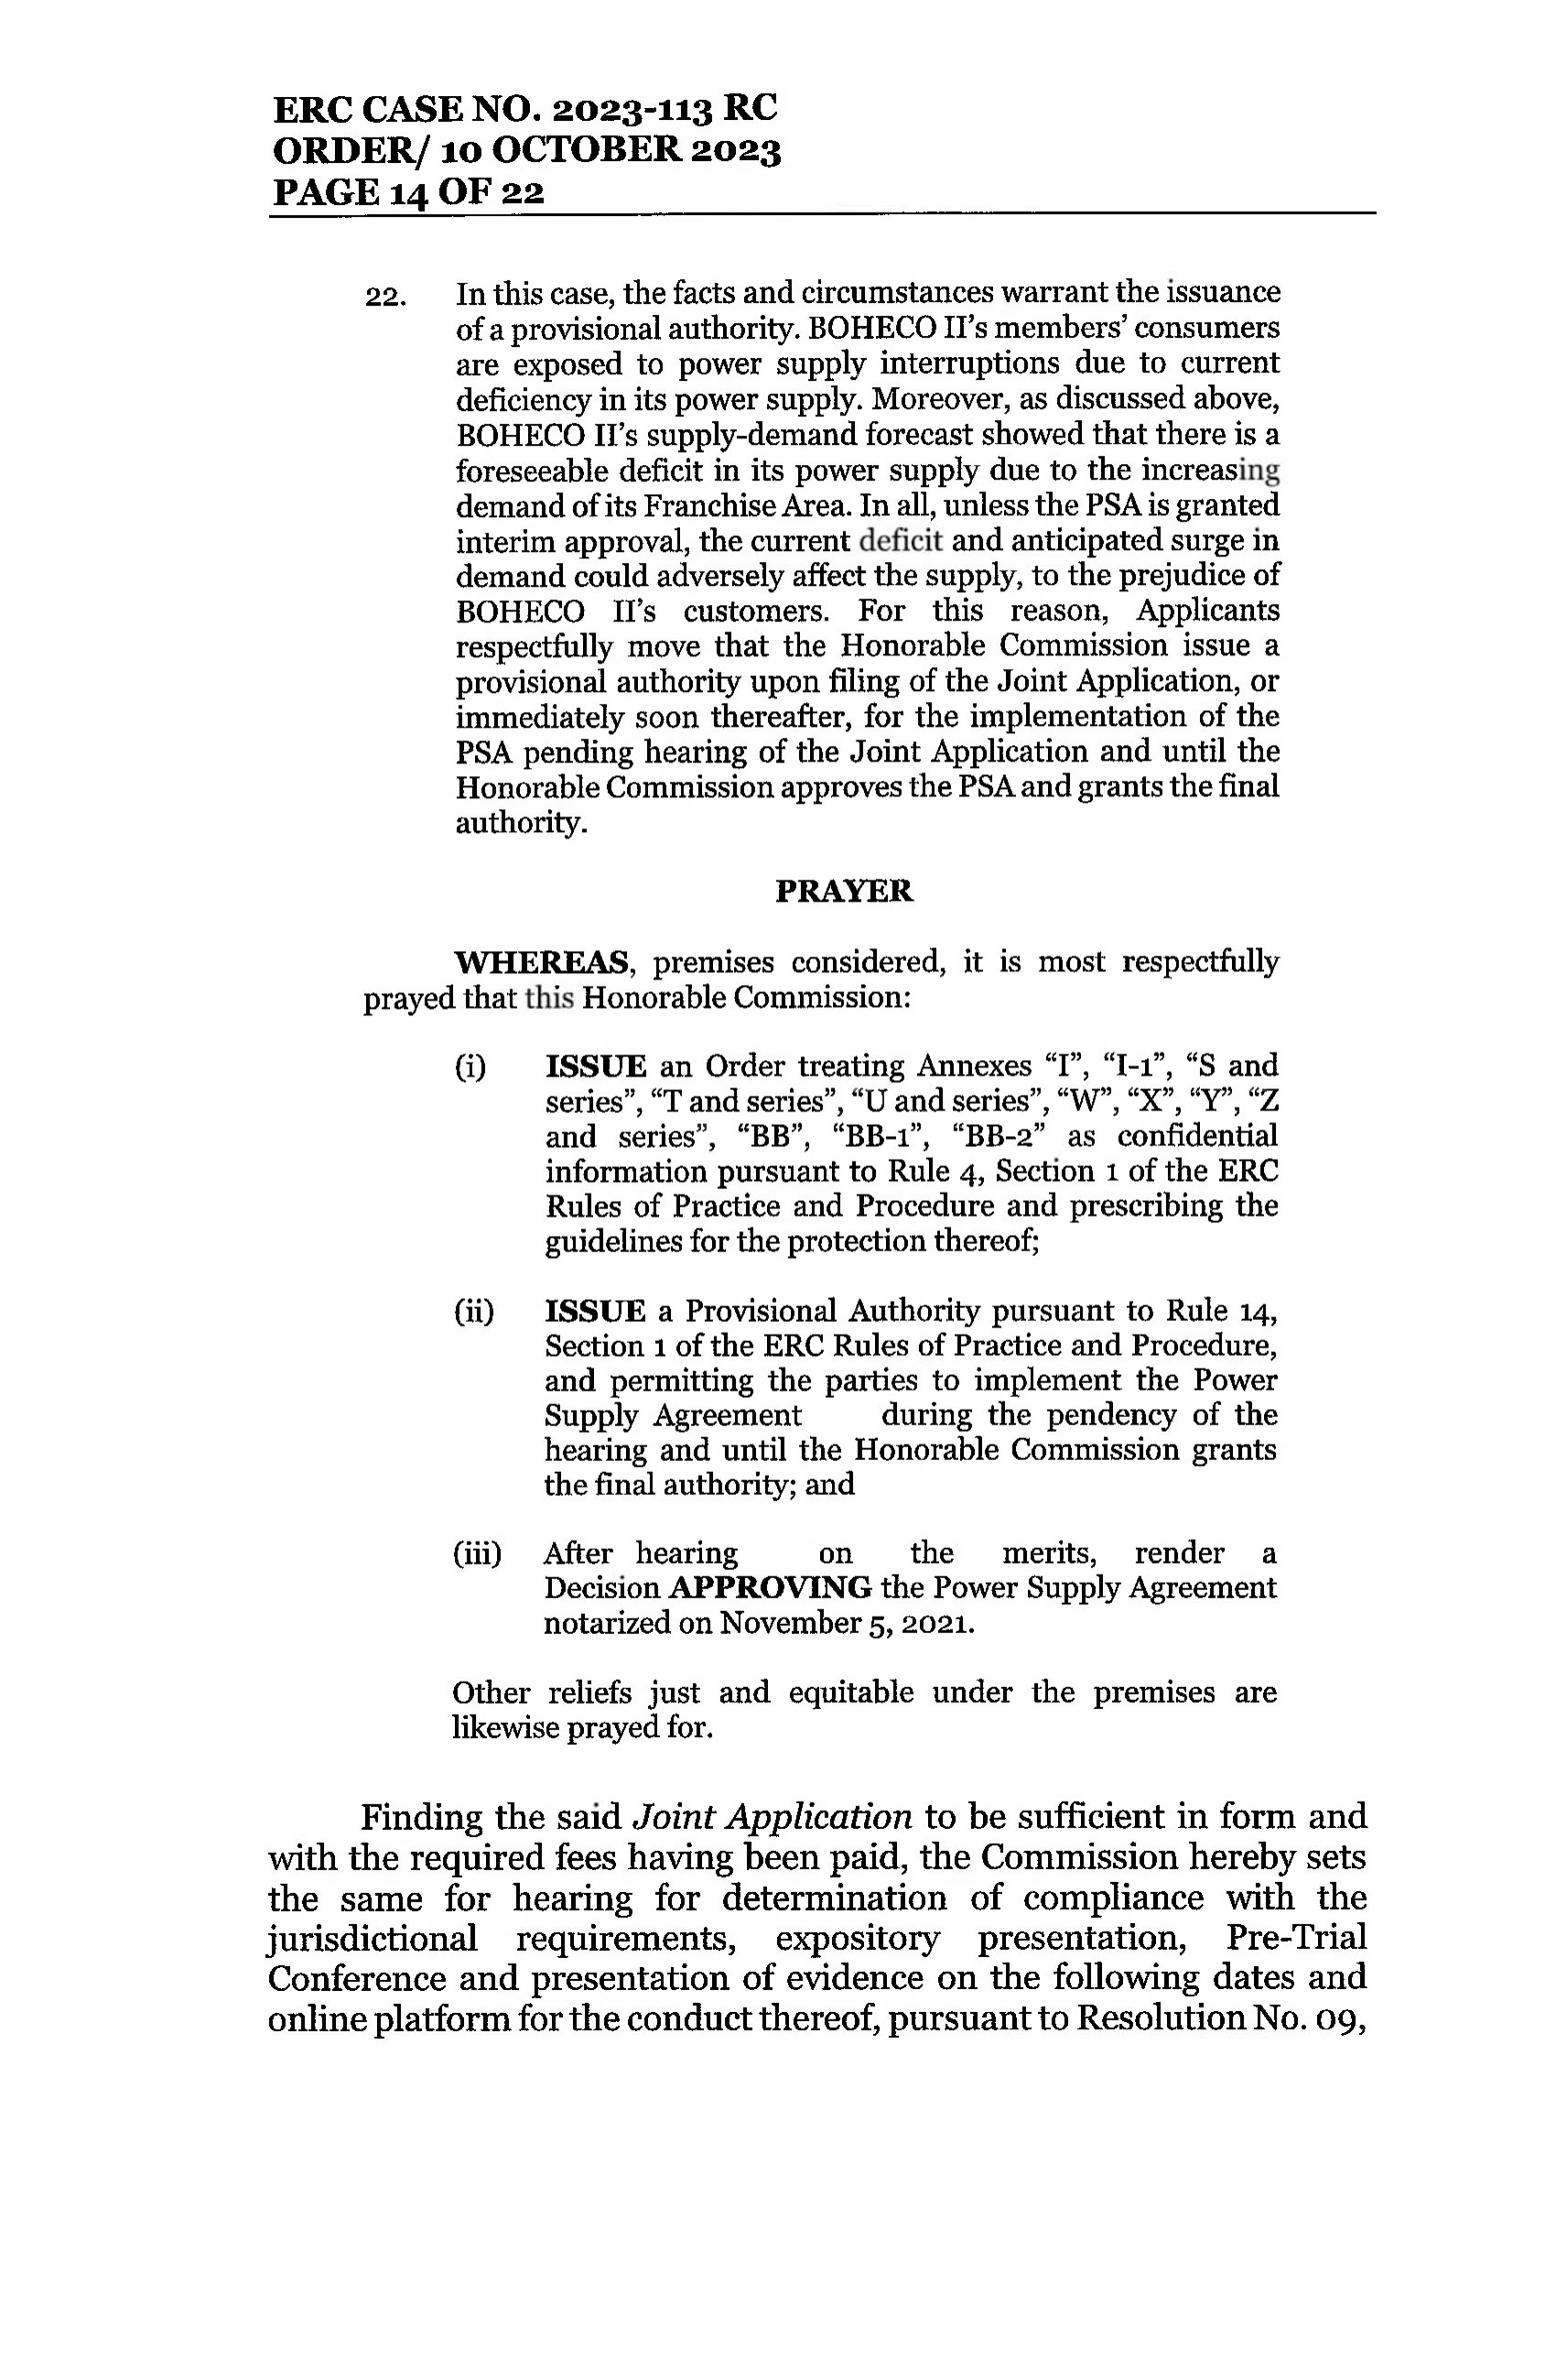 ERC CASE NO. 2023-113 RC
ORDER/ 10 OCTOBER 2023
PAGE 14 OF 22
22. In this case, the facts and circumstances warrant the issuance
of a provisional authority. BOHECO II’s members’ consumers
are exposed to power supply interruptions due to current
deficiency in its power supply. Moreover, as discussed above,
BOHECO II’s supply-demand forecast showed that there is a
foreseeable deficit in its power supply due to the increasing
demand of its Franchise Area. In all, unless the PSA is granted
interim approval, the current deficit and anticipated surge in
demand could adversely affect the supply, to the prejudice of
BOHECO II’s customers. For this reason, Applicants
respectfully move that the Honorable Commission issue a
provisional authority upon filing of the Joint Application, or
immediately soon thereafter, for the implementation of the
PSA pending hearing of the Joint Application and until the
Honorable Commission approves the PSA and grants the final
authority.
PRAYER
WHEREAS, premises considered, it is most respectfully
prayed that this Honorable Commission:
(i) ISSUE an Order treating Annexes “I”, “I-1”, “S and
series”, “T and series”, “U and series”, “W”, “X”, “Y”, “Z
and series”, “BB”, “BB-1”, “BB-2” as confidential
information pursuant to Rule 4, Section 1 of the ERC
Rules of Practice and Procedure and prescribing the
guidelines for the protection thereof;
(ii) ISSUE a Provisional Authority pursuant to Rule 14,
Section 1 of the ERC Rules of Practice and Procedure,
and permitting the parties to implement the Power
Supply Agreement during the pendency of the
hearing and until the Honorable Commission grants
the final authority; and
(iii) After hearing on the merits, render a
Decision APPROVING the Power Supply Agreement
notarized on November 5, 2021.
Other reliefs just and equitable under the premises are
likewise prayed for.
Finding the said Joint Application to be sufficient in form and
with the required fees having been paid, the Commission hereby sets
the same for hearing for determination of compliance with the
jurisdictional requirements, expository presentation, Pre-Trial
Conference and presentation of evidence on the following dates and
online platform for the conduct thereof, pursuant to Resolution No. 09,